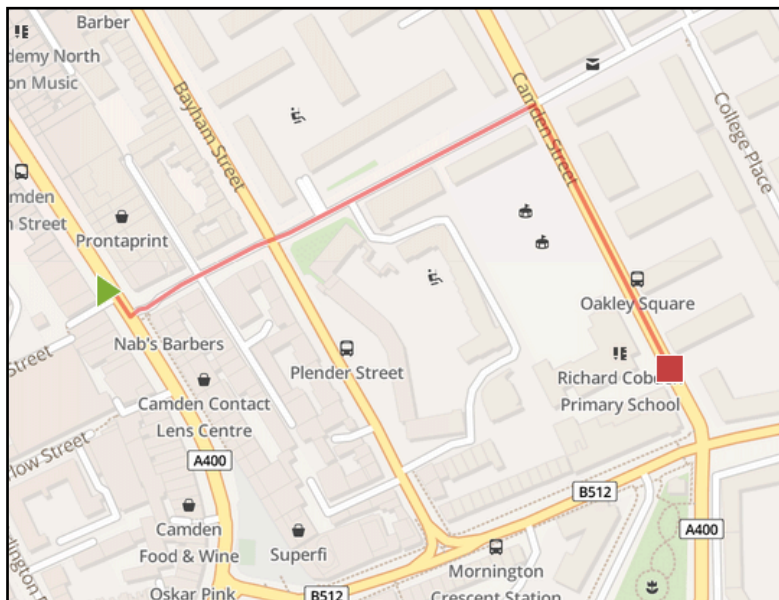 Barber
demy North
on Music
Bayham Street
Camden Street
College Place
mden
n Street
Prontaprint
Oakley Square
Nab's Barbers
Street
Plender Street
Richard Cob
Primary School
Camden Contact
Lens Centre
low Street
A400
B512
A400
Camden
Food & Wine
Superfi
Mornington
Crescent Station
B512
Oskar Pink